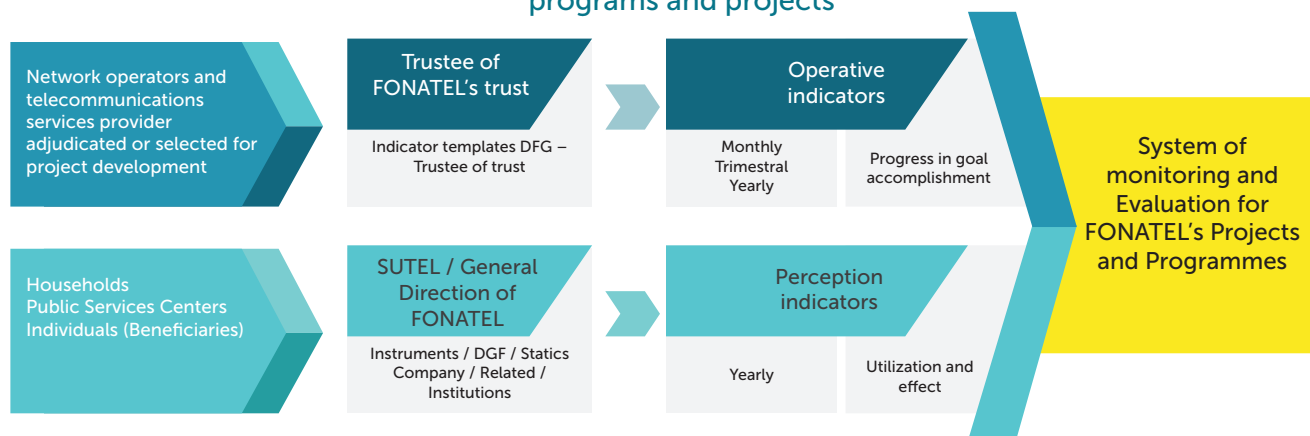 programs and projects
Network operators and
telecommunications
services provider
adjudicated or selected for
project development
Trustee of
FONATEL's trust
Indicator templates DFG –
Trustee of trust
Operative
indicators
Monthly
Trimestral
Yearly
Progress in goal
accomplishment
Households
Public Services Centers
Individuals (Beneficiaries)
SUTEL / General
Direction of
FONATEL
Instruments / DGF / Statics
Company / Related /
Institutions
Perception
indicators
Yearly
Utilization and
effect
System of
monitoring and
Evaluation for
FONATEL's Projects
and Programmes